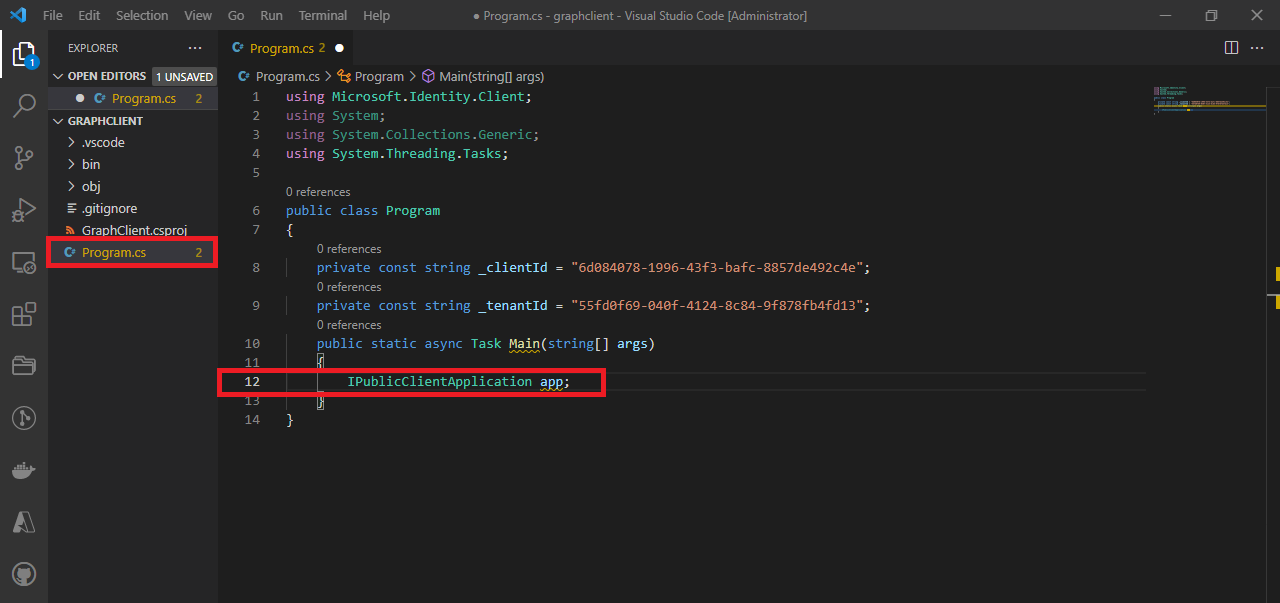 File Edit Selection View Go Run Terminal Help ● Program.cs - graphclient - Visual Studio Code [Administrator]
EXPLORER ...
OPEN EDITORS 1 UNSAVED
Program.cs 2
GRAPHCLIENT
.vscode
bin
obj
.gitignore
GraphClient.csproj
Program.cs 2
1
Program.cs 2
Program.cs > Program > Main(string[] args)
1 using Microsoft.Identity.Client;
2 using System;
3 using System.Collections.Generic;
4 using System.Threading.Tasks;
5
0 references
6 public class Program
7 {
0 references
8 private const string _clientId = "6d084078-1996-43f3-bafc-8857de492c4e";
0 references
9 private const string _tenantId = "55fd0f69-040f-4124-8c84-9f878fb4fd13";
0 references
10 public static async Task Main(string[] args)
11 {
12 IPublicClientApplication app;
13 }
14 }